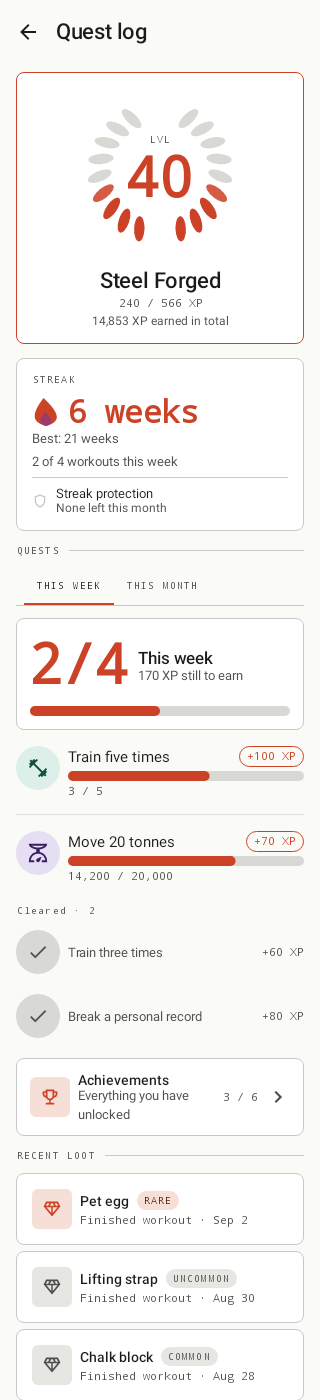 Quest log
LVL
40
Steel Forged
240 / 566 XP
14,853 XP earned in total
STREAK
6 weeks
Best: 21 weeks
2 of 4 workouts this week
Streak protection
None left this month
QUESTS
THIS WEEK THIS MONTH
2/4
This week
170 XP still to earn
Train five times +100 XP
3 / 5
Move 20 tonnes +70 XP
14,200 / 20,000
Cleared · 2
Train three times +60 XP
Break a personal record +80 XP
Achievements
Everything you have
unlocked
3 / 6
RECENT LOOT
Pet egg RARE
Finished workout · Sep 2
Lifting strap UNCOMMON
Finished workout · Aug 30
Chalk block COMMON
Finished workout · Aug 28